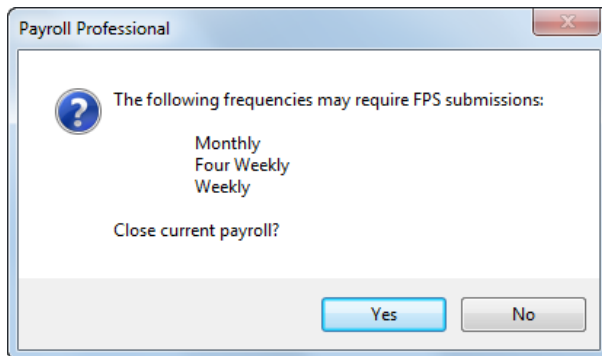 Payroll Professional
The following frequencies may require FPS submissions:
Monthly
Four Weekly
Weekly
Close current payroll?
Yes
No